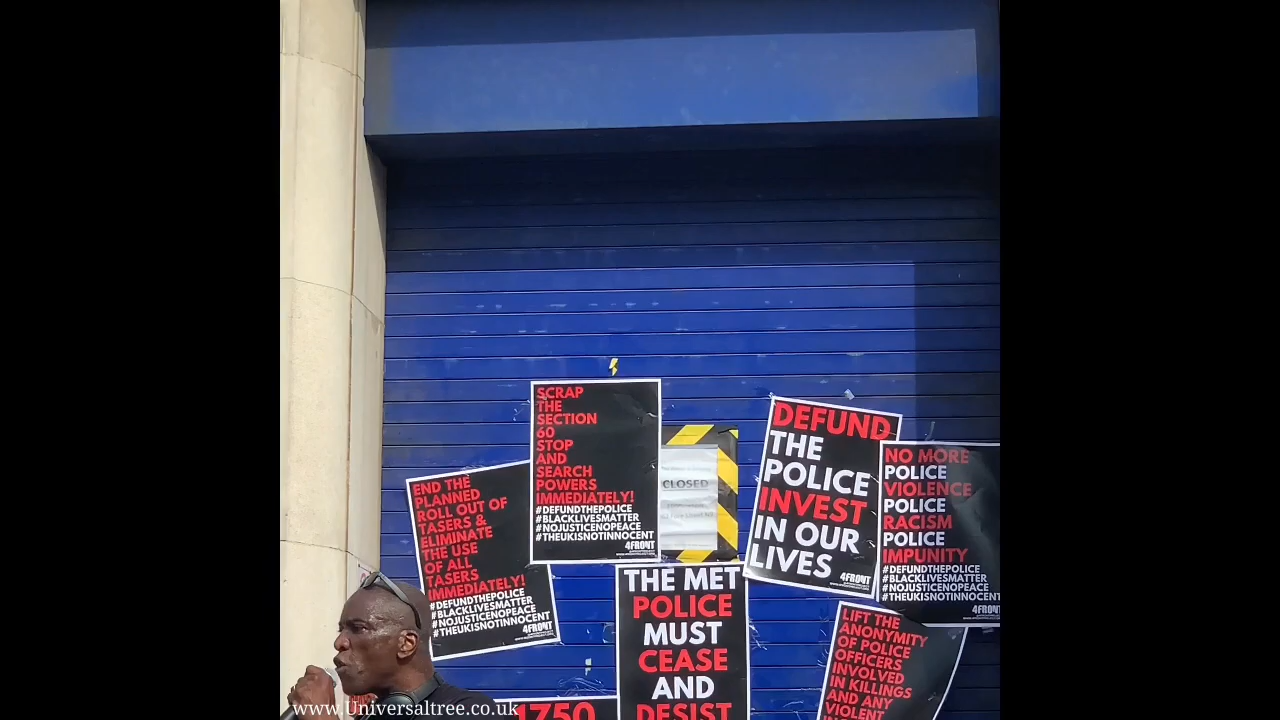 SCRAP
THE
SECTION
60
STOP
AND
SEARCH
POWERS
IMMEDIATELY!
#DEFUNDTHEPOLICE
#BLACKLIVESMATTER
#NOJUSTICENOPEACE
#THEUKISNOTINNOCENT
4FRONT
END THE
PLANNED
ROLL OUT OF
TASERS &
ELIMINATE
THE USE
OF ALL
TASERS
IMMEDIATELY!
#DEFUNDTHEPOLICE
#BLACKLIVESMATTER
#NOJUSTICENOPEACE
#THEUKISNOTINNOCENT
4FRONT
CLOSED
DEFUND
THE
POLICE
INVEST
IN OUR
LIVES
4FRONT
NO MORE
POLICE
VIOLENCE
POLICE
RACISM
POLICE
IMPUNITY
#DEFUNDTHEPOLICE
#BLACKLIVESMATTER
#NOJUSTICENOPEACE
#THEUKISNOTINNOCENT
4FRONT
THE MET
POLICE
MUST
CEASE
AND
DESIST
LIFT THE
ANONYMITY
OF POLICE
OFFICERS
INVOLVED
IN KILLINGS
AND ANY
VIOLENT
1750
www.Universaltree.co.uk